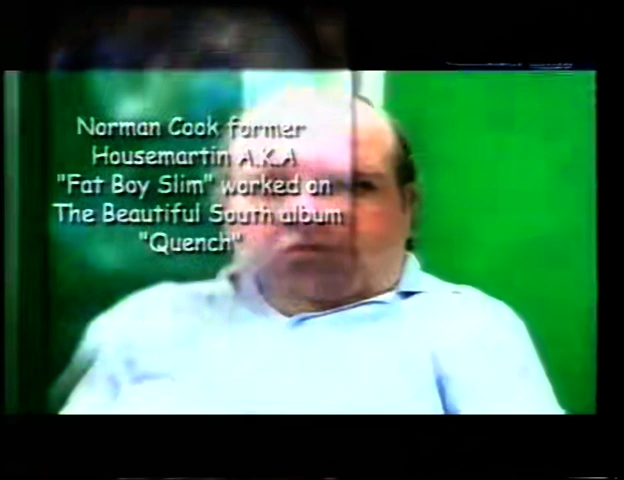 Norman Cook former
Housemartin A.K.A
"Fat Boy Slim" worked on
The Beautiful South album
"Quench"